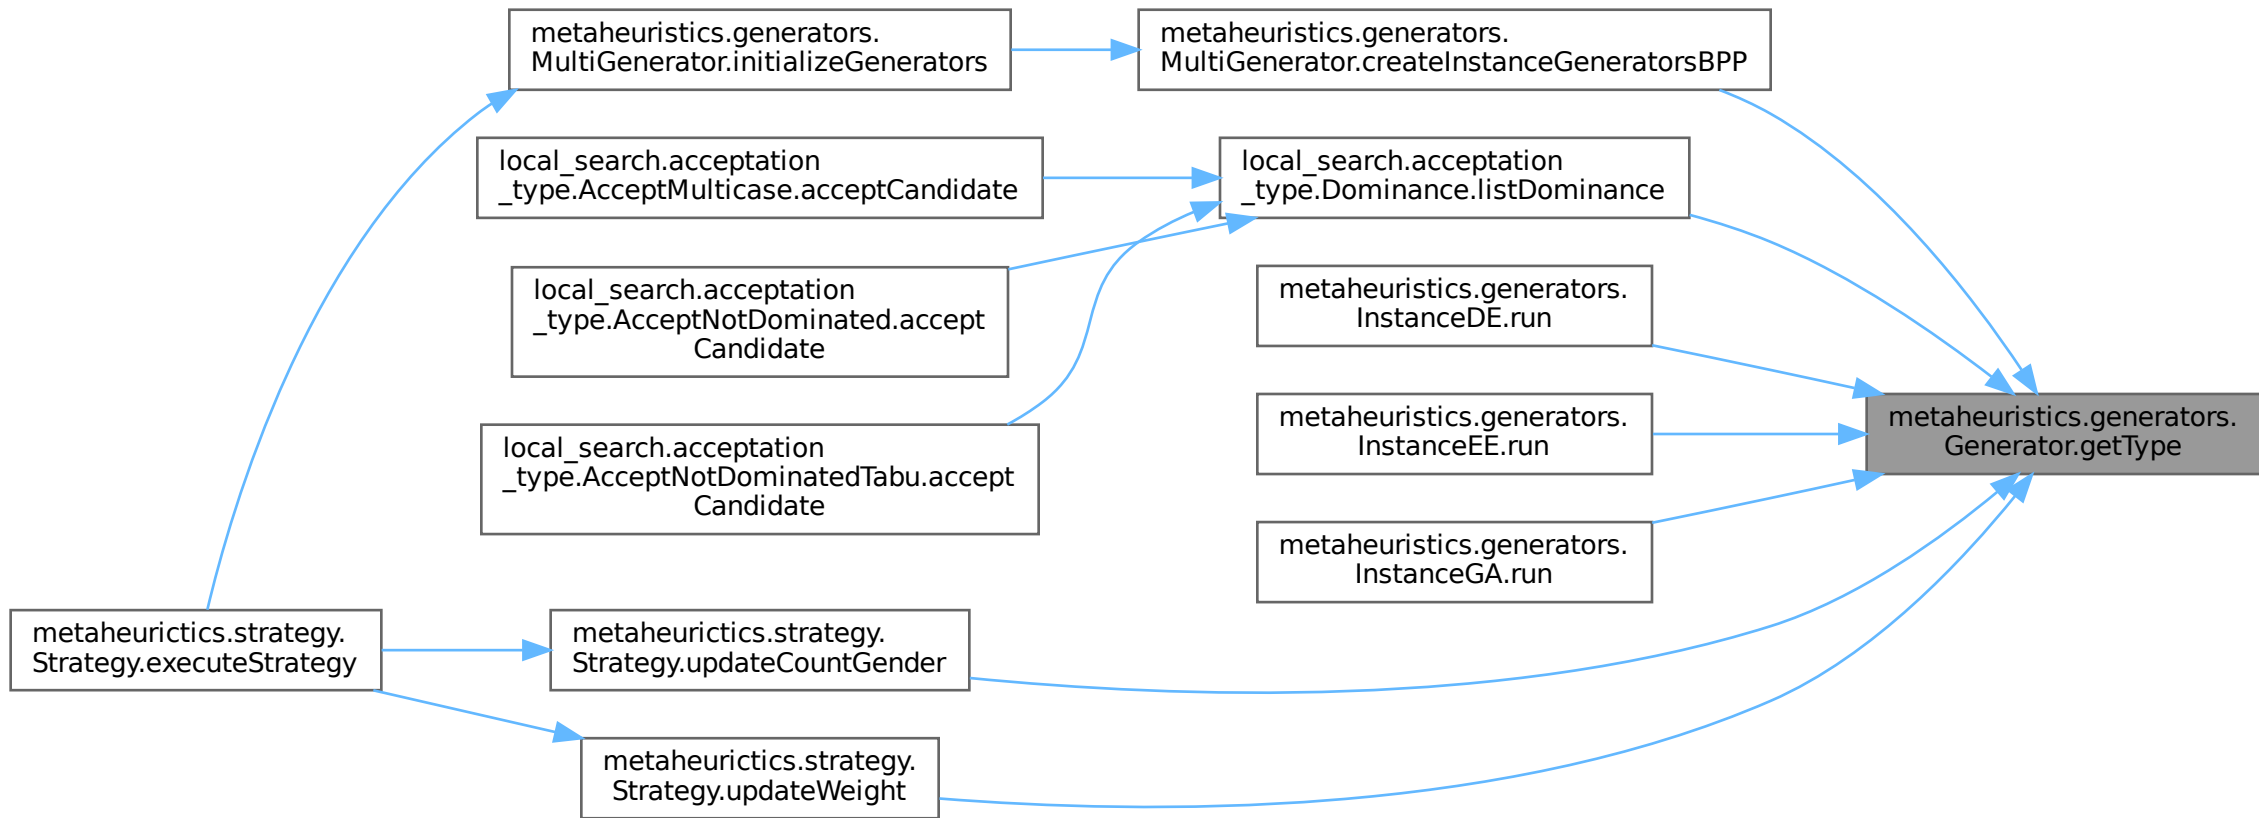 metaheuristics.generators.
MultiGenerator.initializeGenerators
metaheuristics.generators.
MultiGenerator.createInstanceGeneratorsBPP
local_search.acceptation
_type.AcceptMulticase.acceptCandidate
local_search.acceptation
_type.Dominance.listDominance
local_search.acceptation
_type.AcceptNotDominated.accept
Candidate
metaheuristics.generators.
InstanceDE.run
metaheuristics.generators.
InstanceEE.run
metaheuristics.generators.
Generator.getType
local_search.acceptation
_type.AcceptNotDominatedTabu.accept
Candidate
metaheuristics.generators.
InstanceGA.run
metaheurictics.strategy.
Strategy.executeStrategy
metaheurictics.strategy.
Strategy.updateCountGender
metaheurictics.strategy.
Strategy.updateWeight